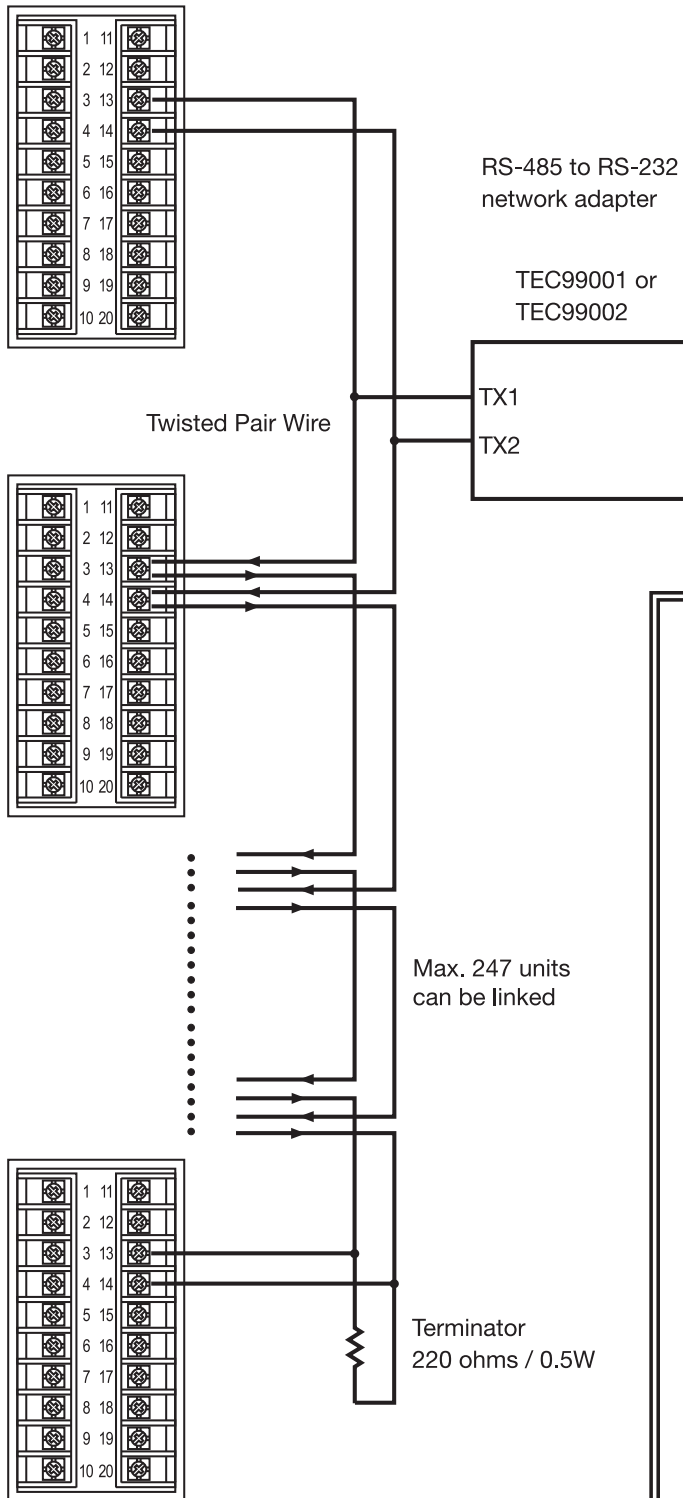 1 11
2 12
3 13
4 14
5 15
6 16
7 17
8 18
9 19
10 20
RS-485 to RS-232
network adapter
TEC99001 or
TEC99002
TX1
TX2
Twisted Pair Wire
1 11
2 12
3 13
4 14
5 15
6 16
7 17
8 18
9 19
10 20
Max. 247 units
can be linked
1 11
2 12
3 13
4 14
5 15
6 16
7 17
8 18
9 19
10 20
Terminator
220 ohms / 0.5W